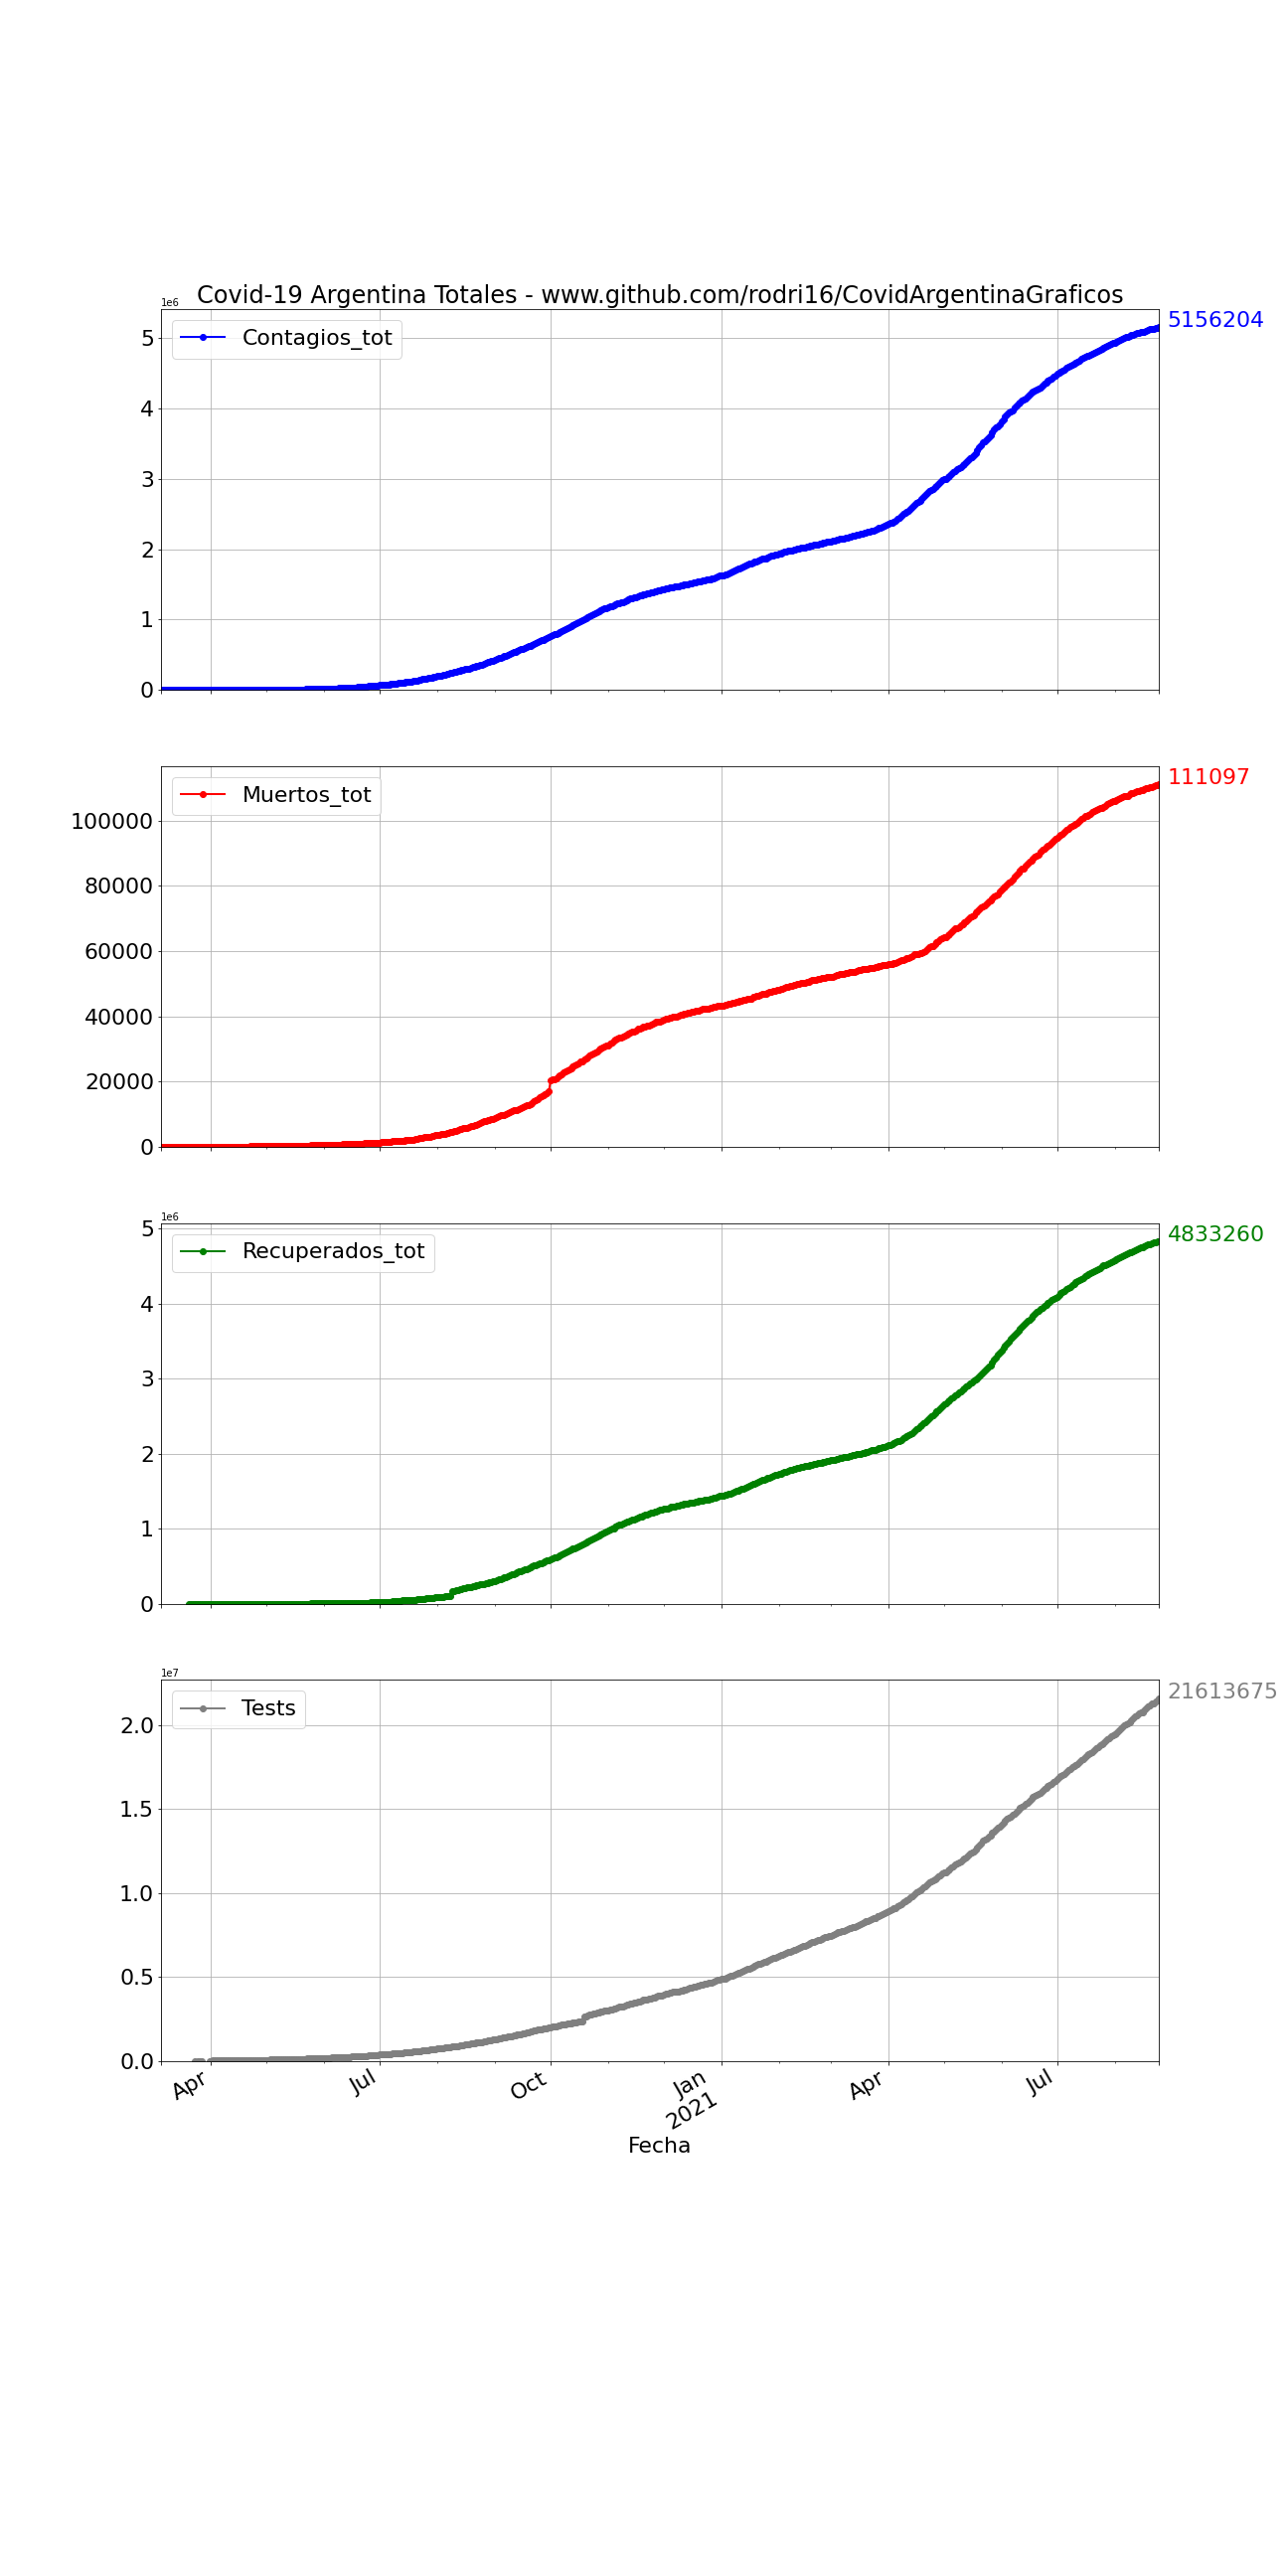 Covid-19 Argentina Totales - www.github.com/rodri16/CovidArgentinaGraficos
1e6
5156204
Contagios_tot
5
4
3
2
1
0
111097
Muertos_tot
100000
80000
60000
40000
20000
0
1e6
4833260
Recuperados_tot
5
4
3
2
1
0
1e7
21613675
Tests
2.0
1.5
1.0
0.5
0.0
Apr
Jul
Oct
Jan
2021
Apr
Jul
Fecha